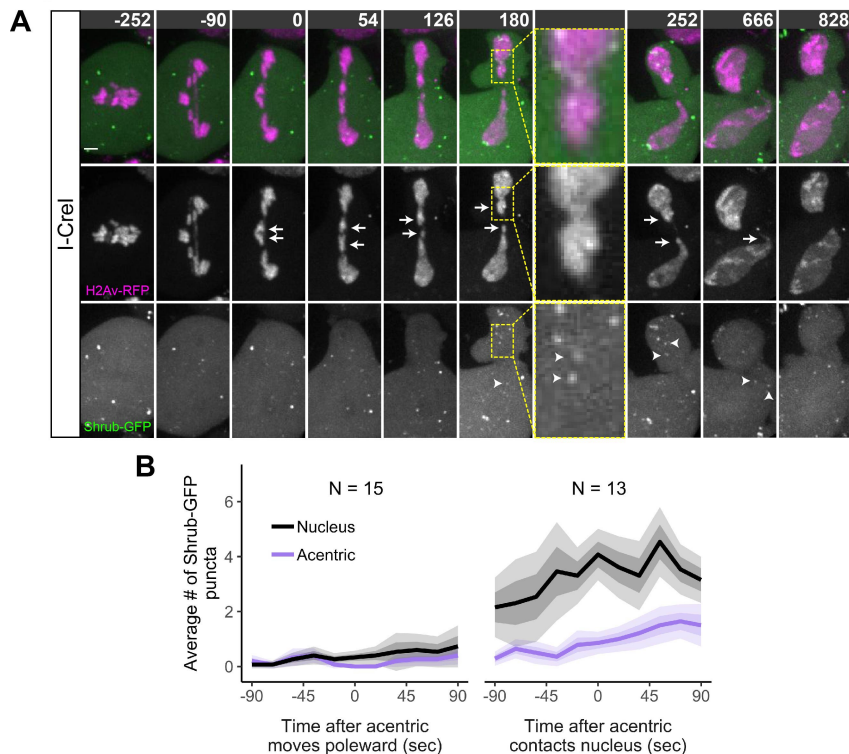 A
-252 -90 0 54 126 180 252 666 828
I-CreI
H2Av-RFP
Shrub-GFP
B
N = 15 N = 13
Nucleus
Acentric
Average # of Shrub-GFP
puncta
6
4
2
0
-90 -45 0 45 90 -90 -45 0 45 90
Time after acentric
moves poleward (sec)
Time after acentric
contacts nucleus (sec)